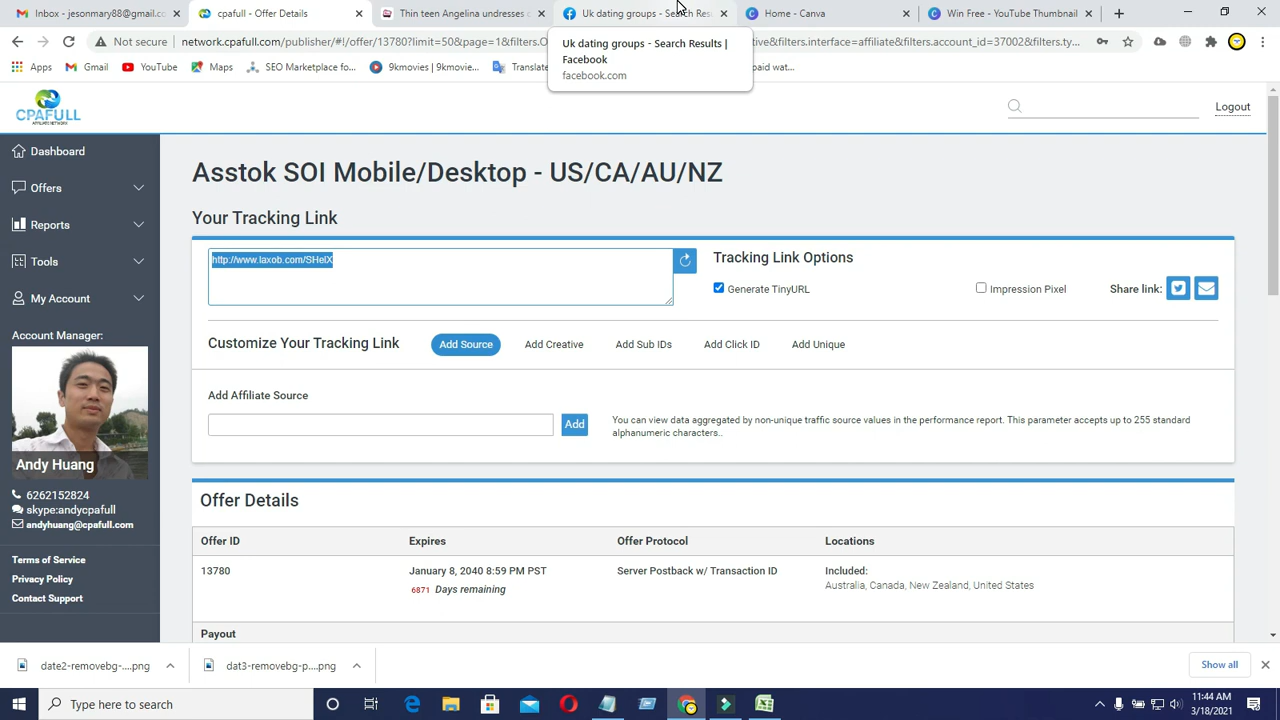 Inbox - jesonmary88@gmail.co
cpafull - Offer Details
Thin teen Angelina undresses c
Uk dating groups - Search Resu
Home - Canva
Win Free - YouTube Thumbnail
Not secure
network.cpafull.com/publisher/#!/offer/13780?limit=50&page=1&filters.O
ctive&filters.interface=affiliate&filters.account_id=37002&filters.ty...
Uk dating groups - Search Results |
Facebook
facebook.com
Apps
Gmail
YouTube
Maps
SEO Marketplace fo...
9kmovies | 9kmovie...
Translate
paid wat...
CPAFULL
AFFILIATE NETWORK
Logout
Dashboard
Offers
Reports
Tools
My Account
Account Manager:
Andy Huang
6262152824
skype:andycpafull
andyhuang@cpafull.com
Terms of Service
Privacy Policy
Contact Support
Asstok SOI Mobile/Desktop - US/CA/AU/NZ
Your Tracking Link
http://www.laxob.com/SHeIX
Tracking Link Options
Generate TinyURL
Impression Pixel
Share link:
Customize Your Tracking Link
Add Source
Add Creative
Add Sub IDs
Add Click ID
Add Unique
Add Affiliate Source
Add
You can view data aggregated by non-unique traffic source values in the performance report. This parameter accepts up to 255 standard
alphanumeric characters..
Offer Details
Offer ID
Expires
Offer Protocol
Locations
13780
January 8, 2040 8:59 PM PST
Server Postback w/ Transaction ID
Included:
6871 Days remaining
Australia, Canada, New Zealand, United States
Payout
date2-removebg-....png
dat3-removebg-p....png
Show all
Type here to search
11:44 AM
3/18/2021